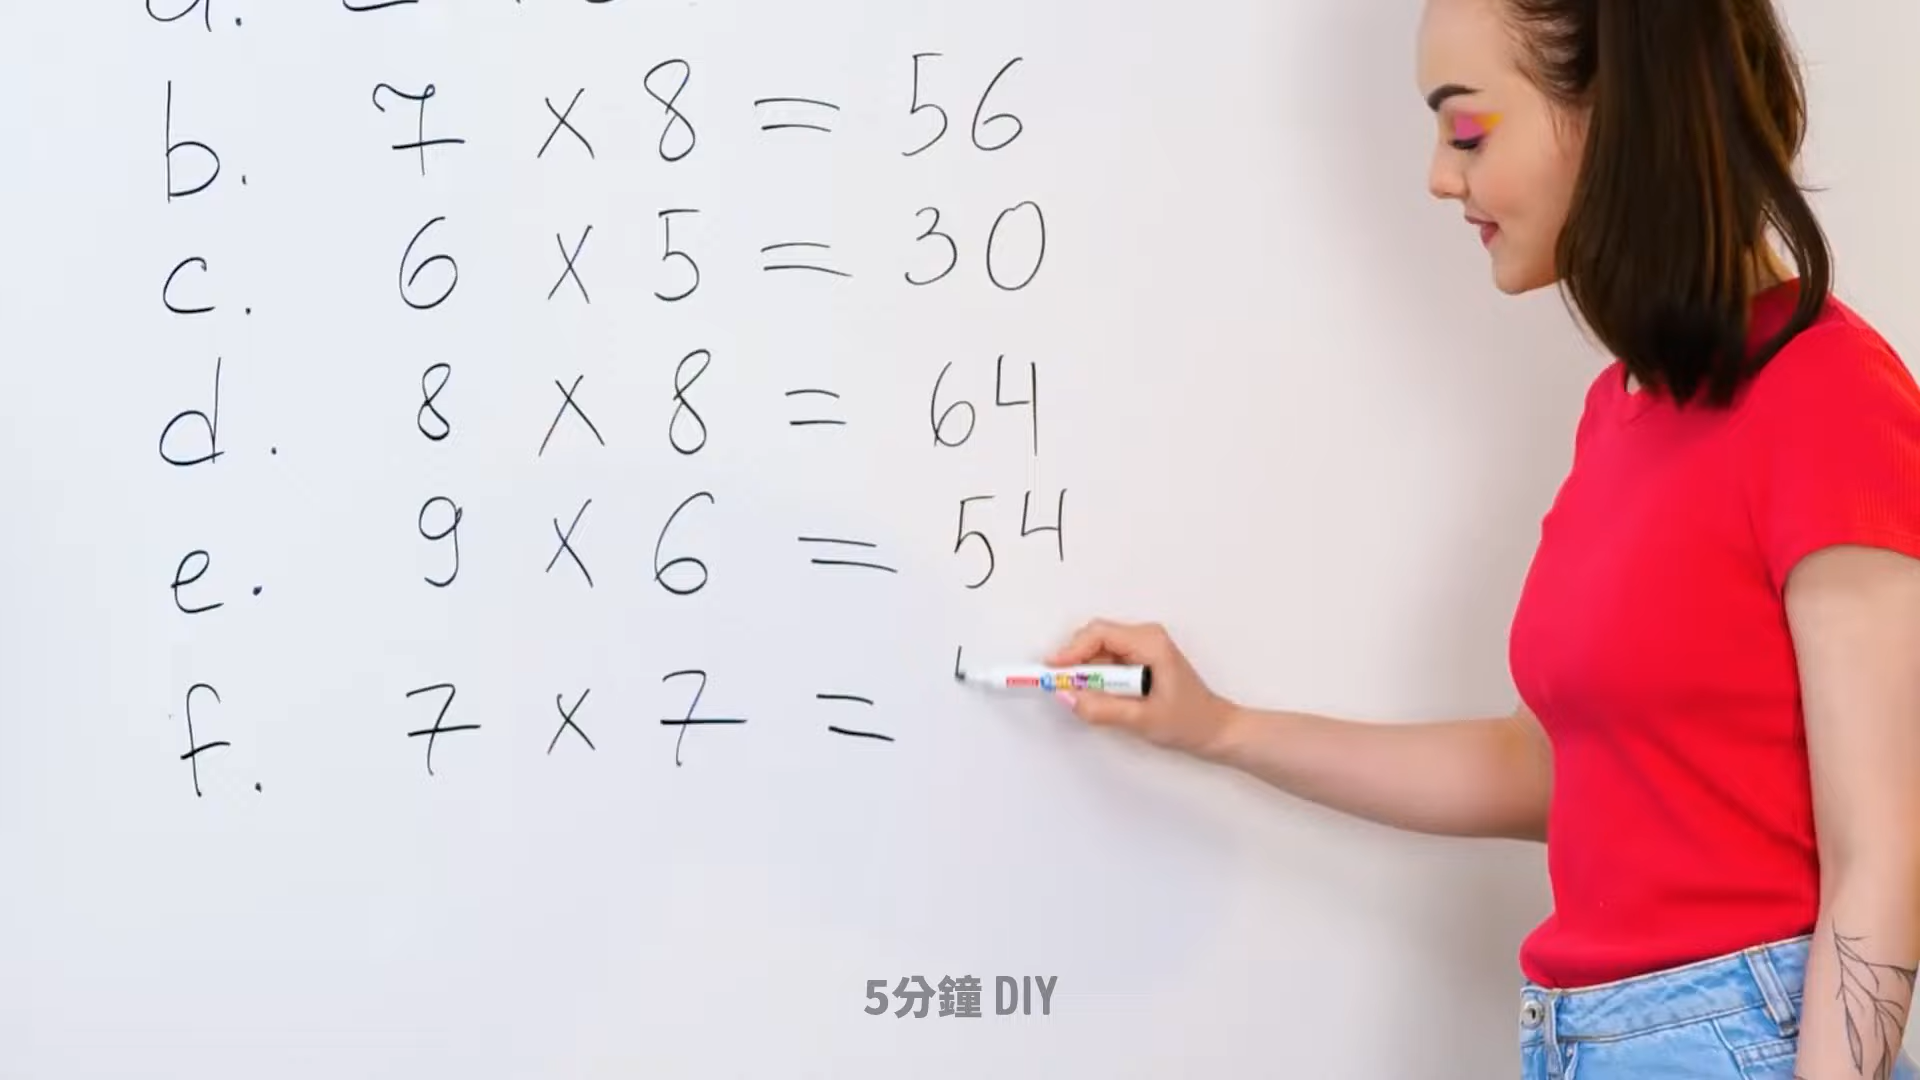 b. 7 x 8 = 56
c. 6 x 5 = 30
d. 8 x 8 = 64
e. 9 x 6 = 54
f. 7 x 7 =
5分鐘 DIY